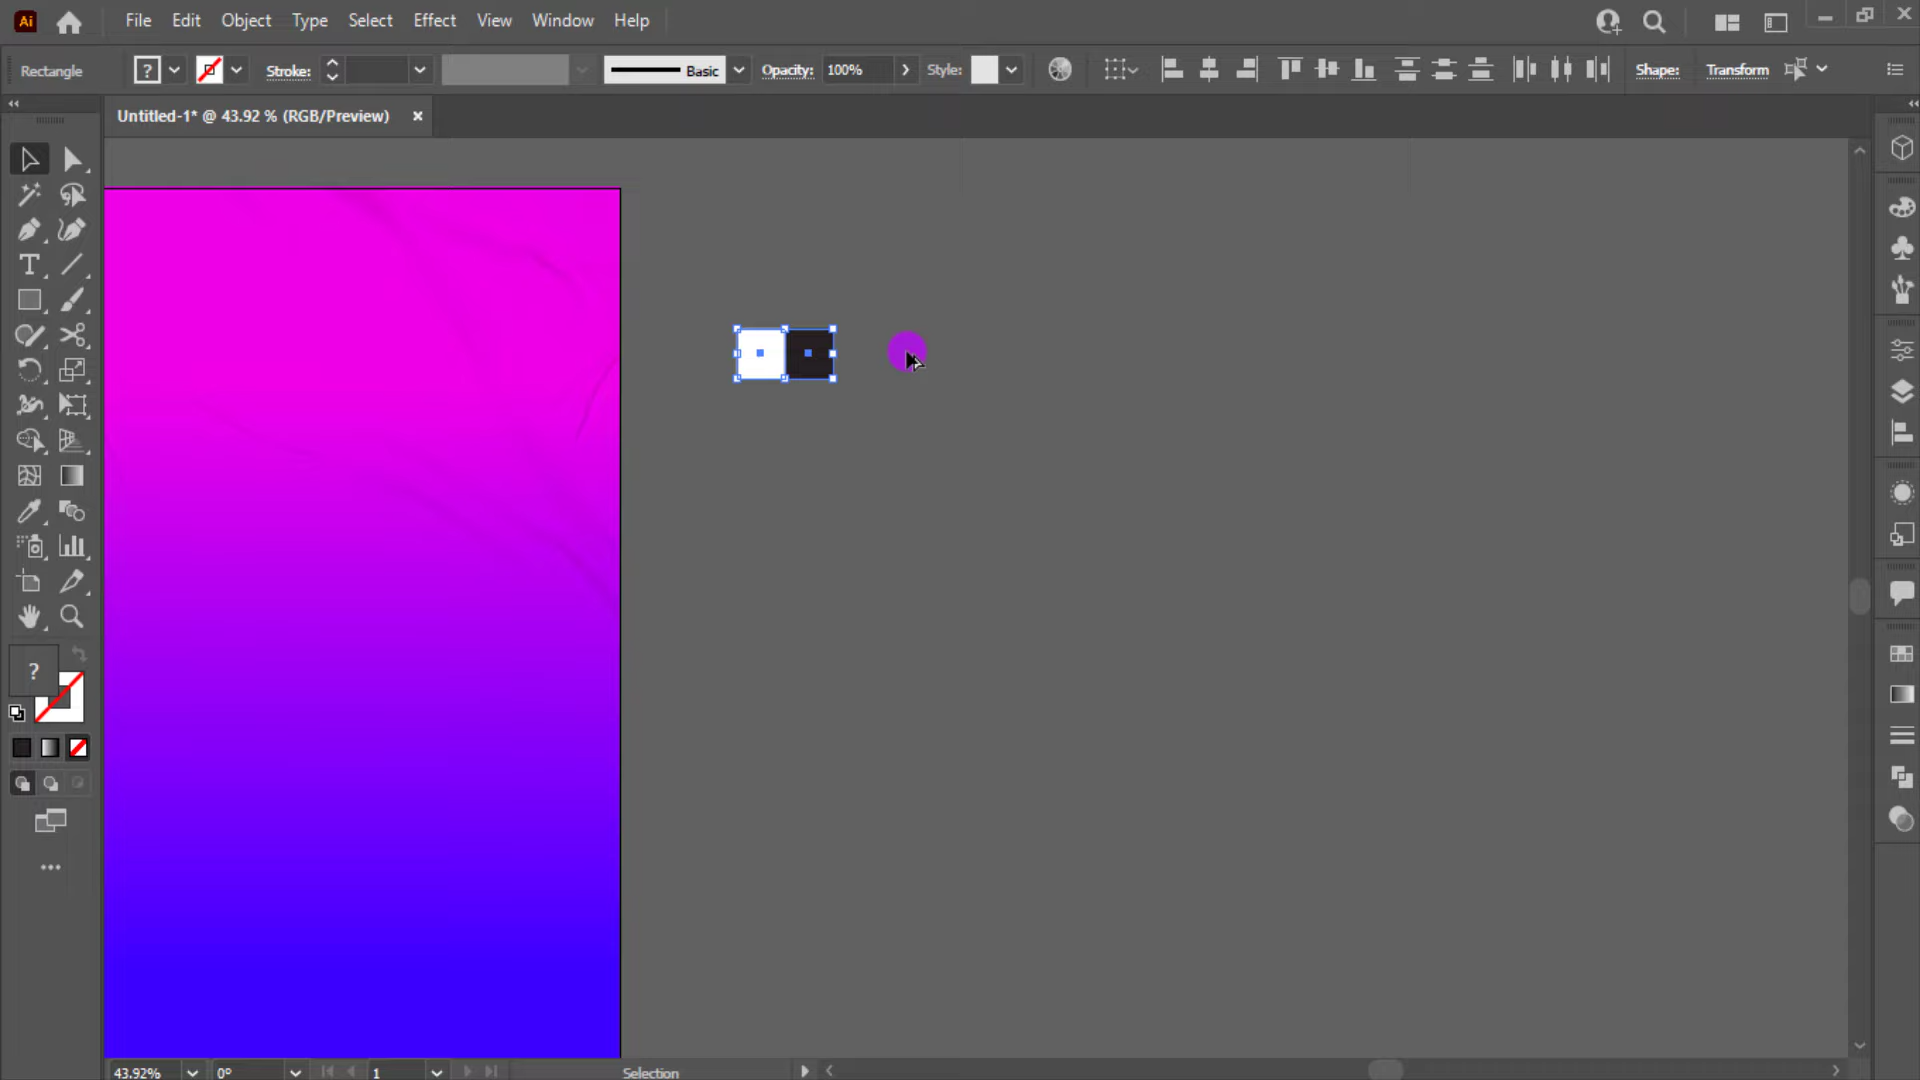 Ai File Edit Object Type Select Effect View Window Help
Rectangle ? Stroke: Basic Opacity: 100% Style: Shape: Transform
Untitled-1* @ 43.92 % (RGB/Preview) ×
T
?
43.92% 0° 1 Selection